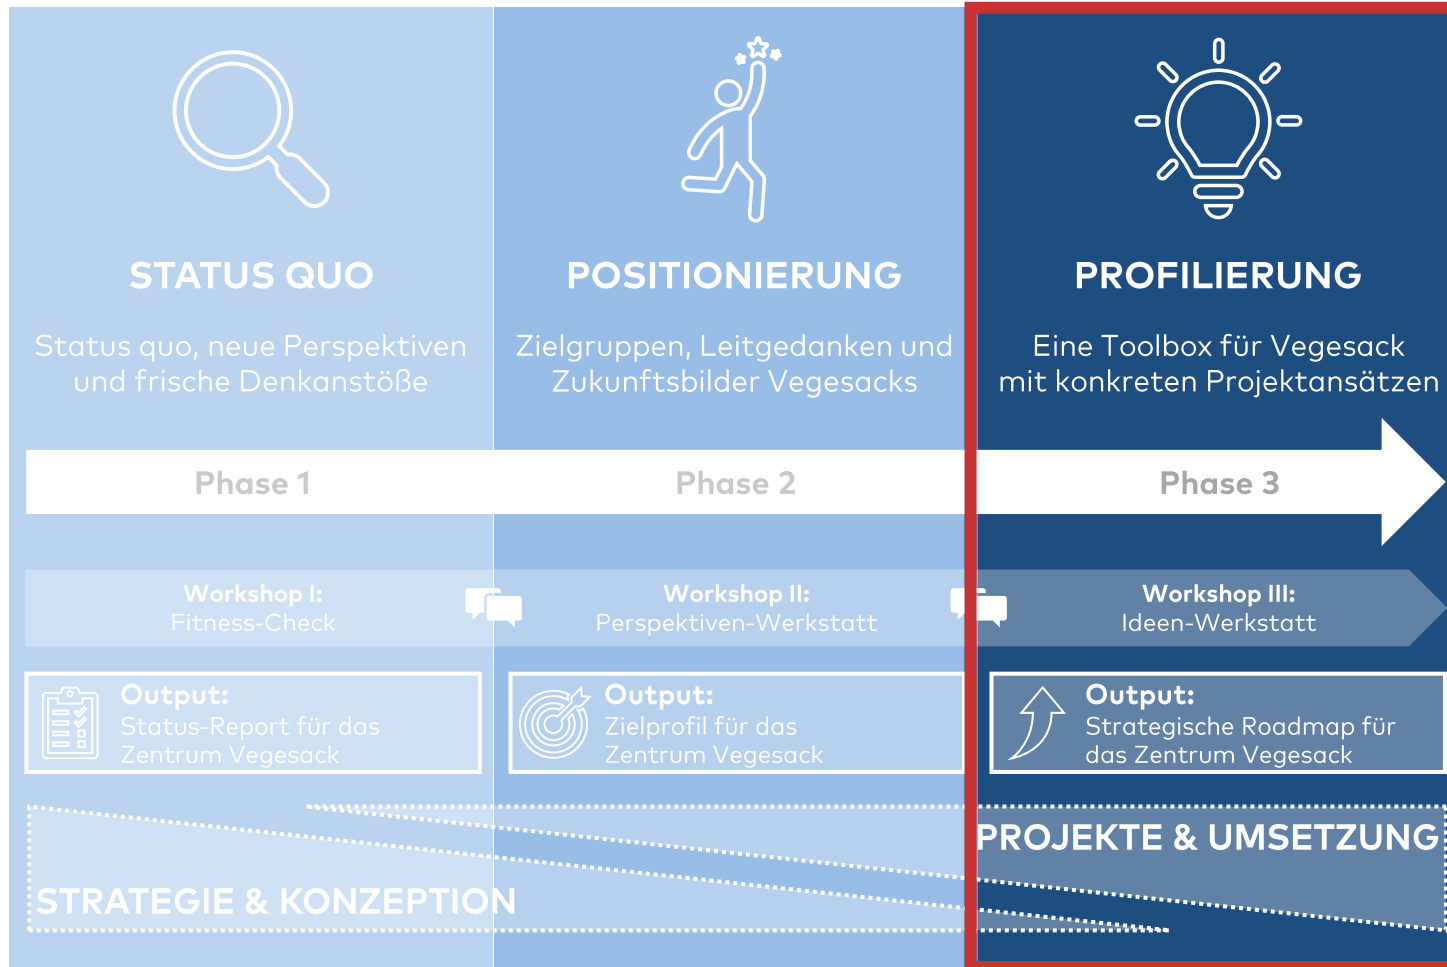 STATUS QUO
Status quo, neue Perspektiven
und frische Denkanstöße
POSITIONIERUNG
Zielgruppen, Leitgedanken und
Zukunftsbilder Vegesacks
PROFILIERUNG
Eine Toolbox für Vegesack
mit konkreten Projektansätzen
Phase 1
Phase 2
Phase 3
Workshop I:
Fitness-Check
Workshop II:
Perspektiven-Werkstatt
Workshop III:
Ideen-Werkstatt
Output:
Status-Report für das
Zentrum Vegesack
Output:
Zielprofil für das
Zentrum Vegesack
Output:
Strategische Roadmap für
das Zentrum Vegesack
PROJEKTE & UMSETZUNG
STRATEGIE & KONZEPTION